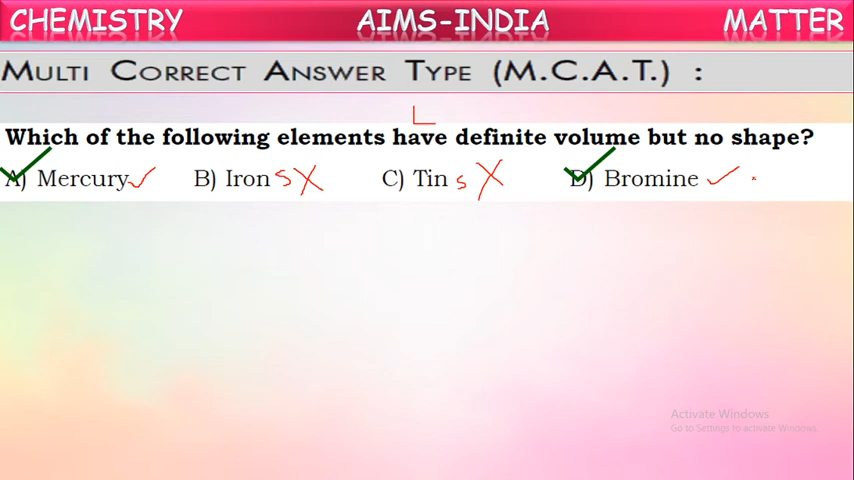 CHEMISTRY AIMS-INDIA MATTER
MULTI CORRECT ANSWER TYPE (M.C.A.T.) :
L
Which of the following elements have definite volume but no shape?
A) Mercury B) Iron S C) Tin S D) Bromine
Activate Windows
Go to Settings to activate Windows.